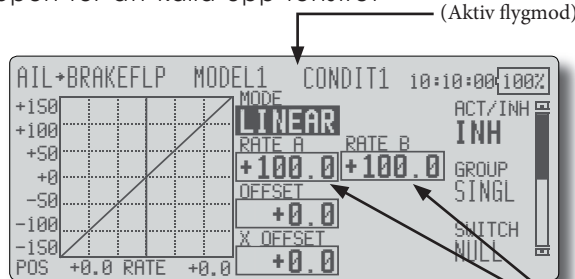 (Aktiv flygmod)
AIL➔BRAKEFLP MODEL1 CONDIT1 10:10:00 100%
+150
+100
+50
+0
-50
-100
-150
POS +0.0 RATE +0.0
MODE
LINEAR
RATE A RATE B
+100.0 +100.0
OFFSET
+0.0
X OFFSET
+0.0
ACT/INH
INH
GROUP
SINGL
SWITCH
NULL